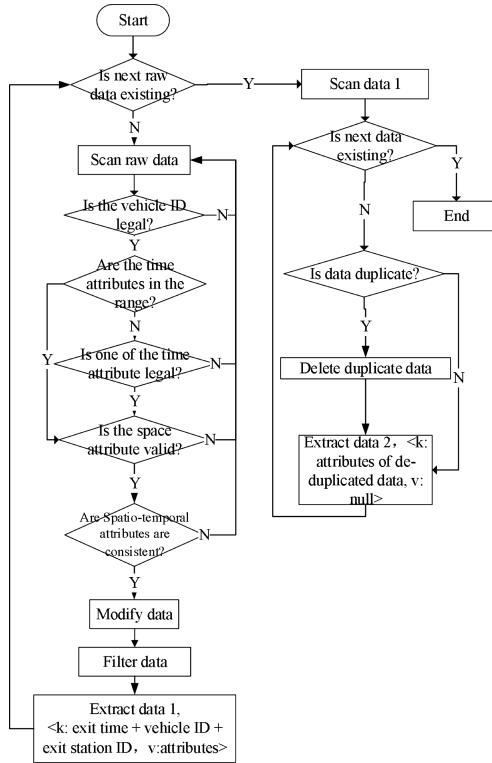 Start
Is next raw
data existing?
Y
N
Scan raw data
Is the vehicle ID
legal?
N
Y
Are the time
attributes in the
range?
N
Y
Is one of the time
attribute legal?
N
Y
Is the space
attribute valid?
N
Y
Are Spatio-temporal
attributes are
consistent?
N
Y
Modify data
Filter data
Extract data 1,
<k: exit time + vehicle ID +
exit station ID，v:attributes>
Scan data 1
Is next data
existing?
Y
N
End
Is data duplicate?
Y
N
Delete duplicate data
Extract data 2，<k:
attributes of de-
duplicated data, v:
null>